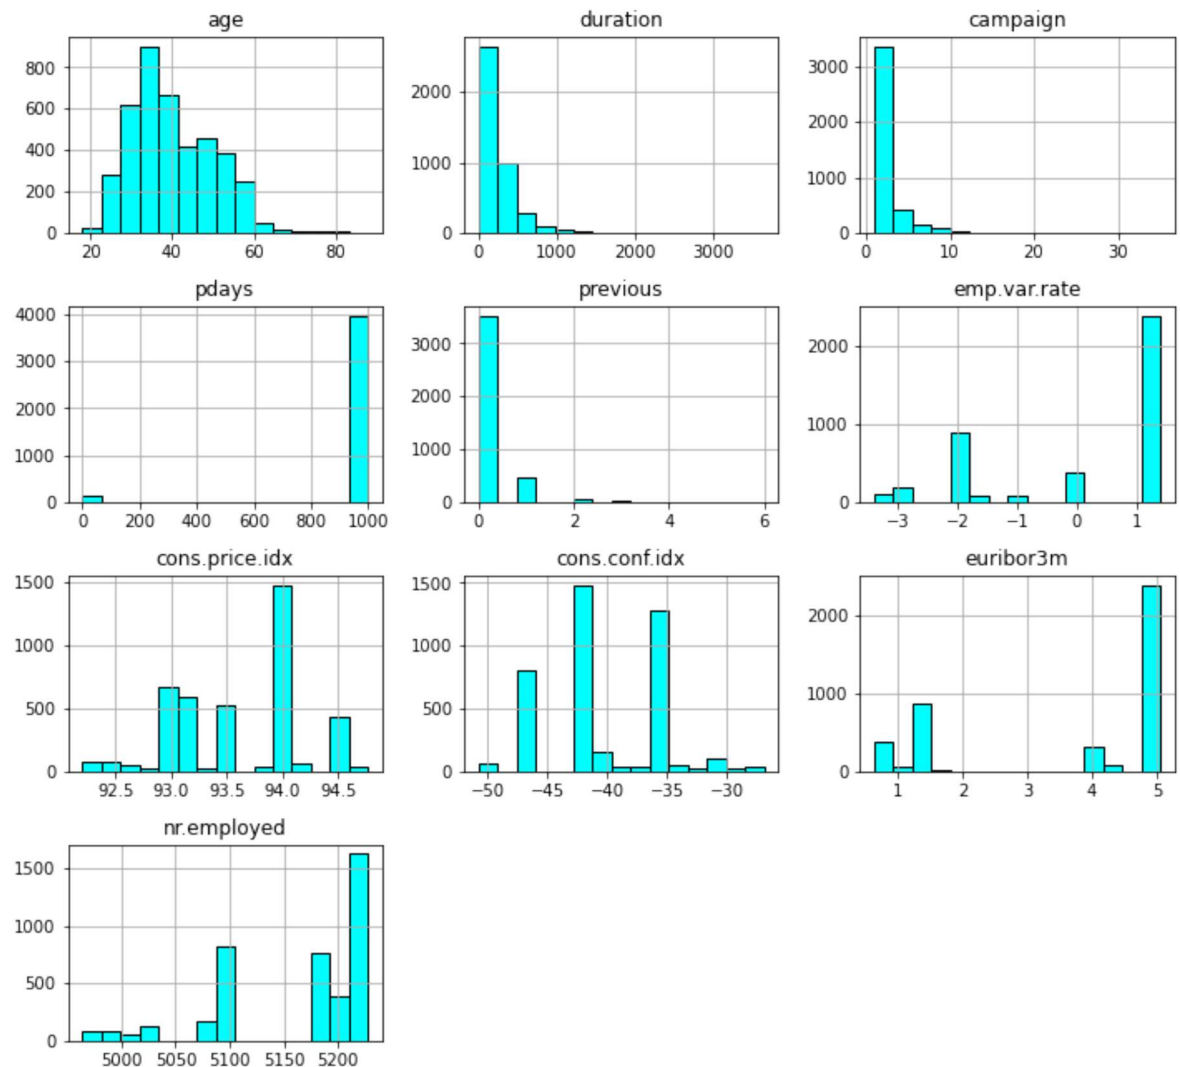 age
duration
campaign
800
600
400
200
0
20 40 60 80
2000
1000
0
0 1000 2000 3000
3000
2000
1000
0
0 10 20 30
pdays
previous
emp.var.rate
4000
3000
2000
1000
0
0 200 400 600 800 1000
3000
2000
1000
0
0 2 4 6
2000
1000
0
−3 −2 −1 0 1
cons.price.idx
cons.conf.idx
euribor3m
1500
1000
500
0
92.5 93.0 93.5 94.0 94.5
1500
1000
500
0
−50 −45 −40 −35 −30
2000
1000
0
1 2 3 4 5
nr.employed
1500
1000
500
0
5000 5050 5100 5150 5200